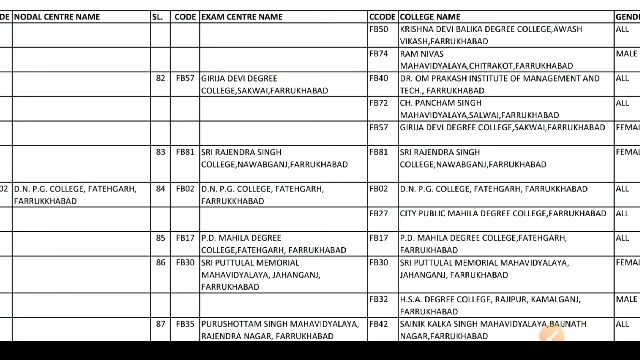 DE NODAL CENTRE NAME SL. CODE EXAM CENTRE NAME CCODE COLLEGE NAME GENDE
FB50 KRISHNA DEVI BALIKA DEGREE COLLEGE,AWASH ALL
VIKASH,FARRUKHABAD
FB74 RAM NIVAS MALE
MAHAVIDYALAYA,CHITRAKOT,FARRUKHABAD
82 FB57 GIRIJA DEVI DEGREE FB40 DR. OM PRAKASH INSTITUTE OF MANAGEMENT AND ALL
COLLEGE,SAKWAI,FARRUKHABAD TECH., FARRUKHABAD
FB72 CH. PANCHAM SINGH ALL
MAHAVIDYALAYA,SALWAI,FARRUKHABAD
FB57 GIRIJA DEVI DEGREE COLLEGE,SAKWAI,FARRUKHABAD FEMA
83 FB81 SRI RAJENDRA SINGH FB81 SRI RAJENDRA SINGH FEMA
COLLEGE,NAWABGANJ,FARRUKHABAD COLLEGE,NAWABGANJ,FARRUKHABAD
02 D.N. P.G. COLLEGE, FATEHGARH, 84 FB02 D.N. P.G. COLLEGE, FATEHGARH, FB02 D.N. P.G. COLLEGE, FATEHGARH, FARRUKKHABAD ALL
FARRUKKHABAD FARRUKKHABAD
FB27 CITY PUBLIC MAHILA DEGREE COLLEGE,FARRUKHABAD ALL
85 FB17 P.D. MAHILA DEGREE FB17 P.D. MAHILA DEGREE COLLEGE,FATEHGARH, ALL
COLLEGE,FATEHGARH, FARRUKHABAD FARRUKHABAD
86 FB30 SRI PUTTULAL MEMORIAL FB30 SRI PUTTULAL MEMORIAL MAHAVIDYALAYA, FEMA
MAHAVIDYALAYA, JAHANGANJ, JAHANGANJ, FARRUKHABAD
FARRUKHABAD
FB32 H.S.A. DEGREE COLLEGE, RAJIPUR, KAMALGANJ, MALE
FARRUKHABAD
87 FB35 PURUSHOTTAM SINGH MAHAVIDYALAYA, FB42 SAINIK KALKA SINGH MAHAVIDYALAYA,BAUNATH ALL
RAJENDRA NAGAR, FARRUKHABAD NAGAR,FARRUKHABAD